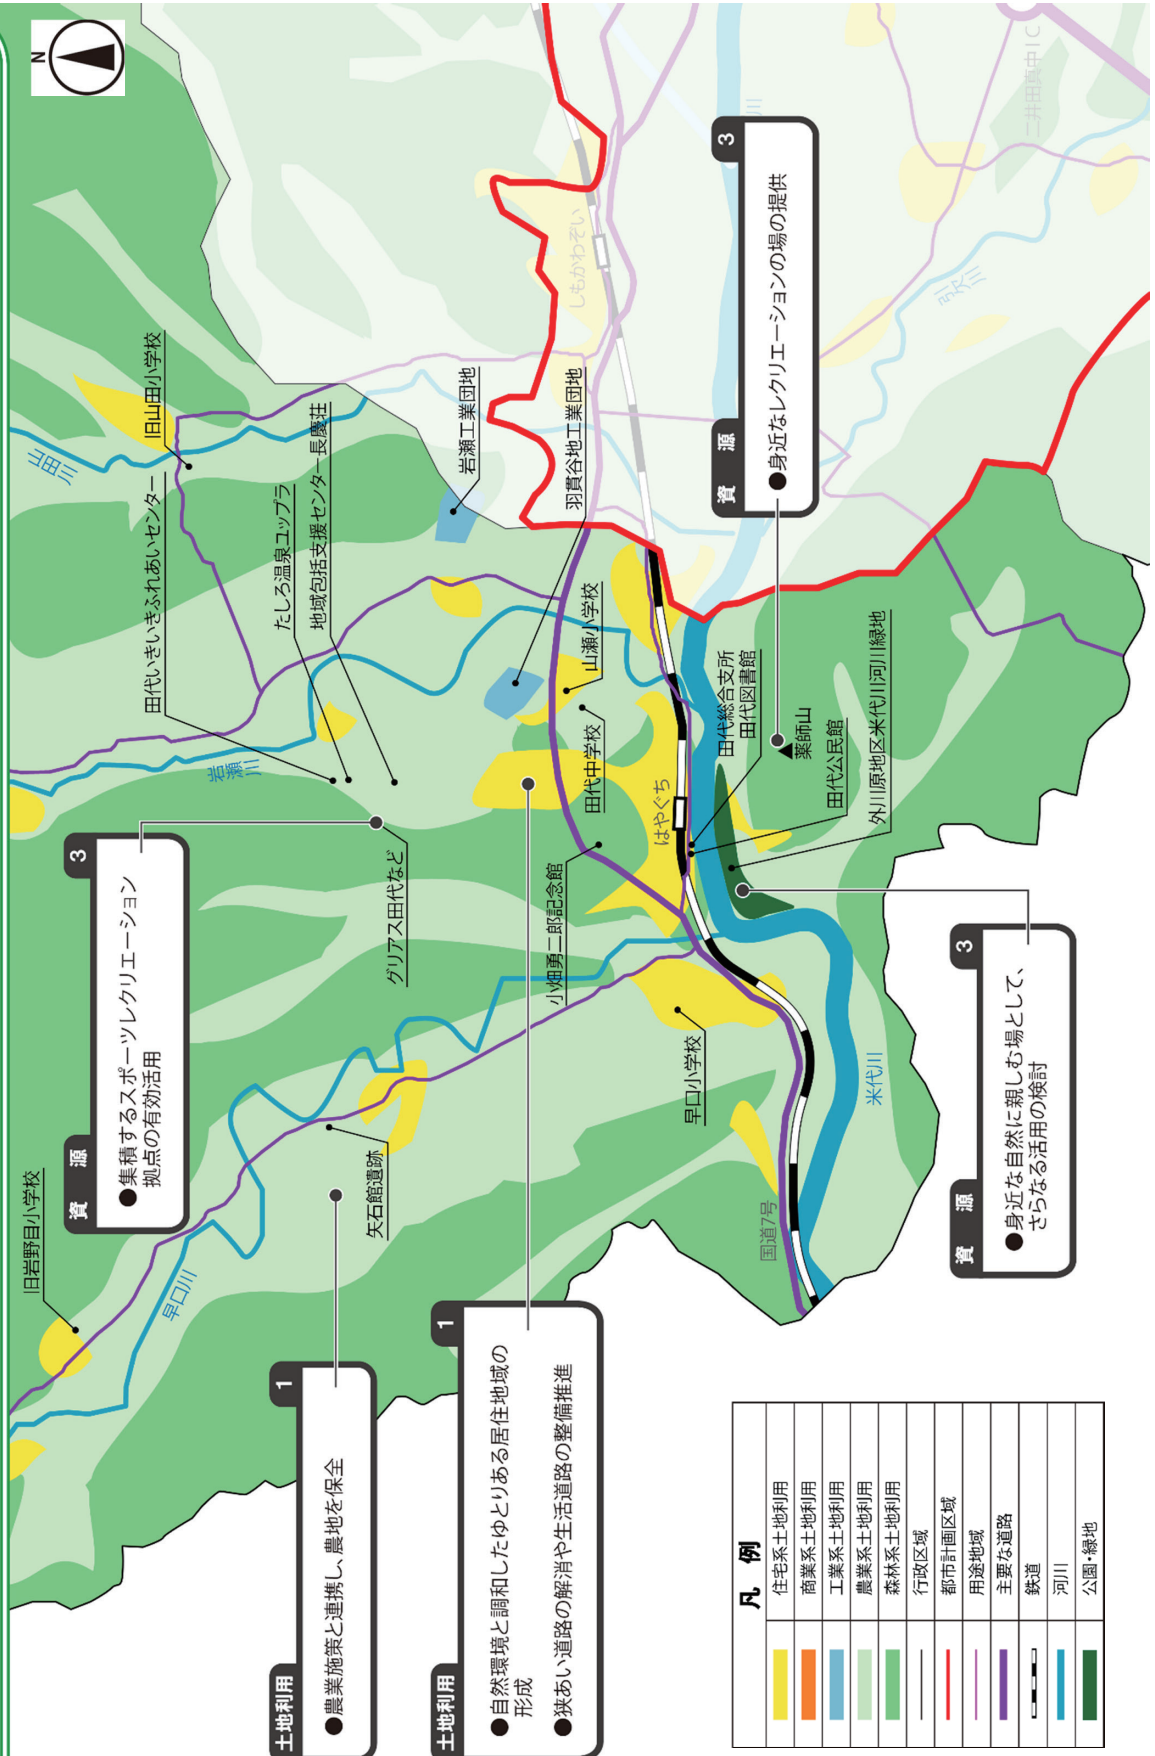 N
旧岩野目小学校
早口川
資 源
3
●集積するスポーツレクリエーション
拠点の有効活用
岩瀬川
山田川
旧山田小学校
田代いきいきふれあいセンター
たしろ温泉ユップラ
地域包括支援センター長慶荘
グリアス田代など
矢石館遺跡
岩瀬工業団地
羽貫谷地工業団地
山瀬小学校
田代中学校
小畑勇二郎記念館
早口小学校
はやぐち
しもかわぞい
田代総合支所
田代図書館
田代公民館
外川原地区米代川河川緑地
薬師山
米代川
国道7号
引欠川
川
二井田真中IC
土地利用
1
●農業施策と連携し、農地を保全
土地利用
1
●自然環境と調和したゆとりある居住地域の
形成
●狭あい道路の解消や生活道路の整備推進
資 源
3
●身近なレクリエーションの場の提供
資 源
3
●身近な自然に親しむ場として、
さらなる活用の検討
凡 例
住宅系土地利用
商業系土地利用
工業系土地利用
農業系土地利用
森林系土地利用
行政区域
都市計画区域
用途地域
主要な道路
鉄道
河川
公園・緑地